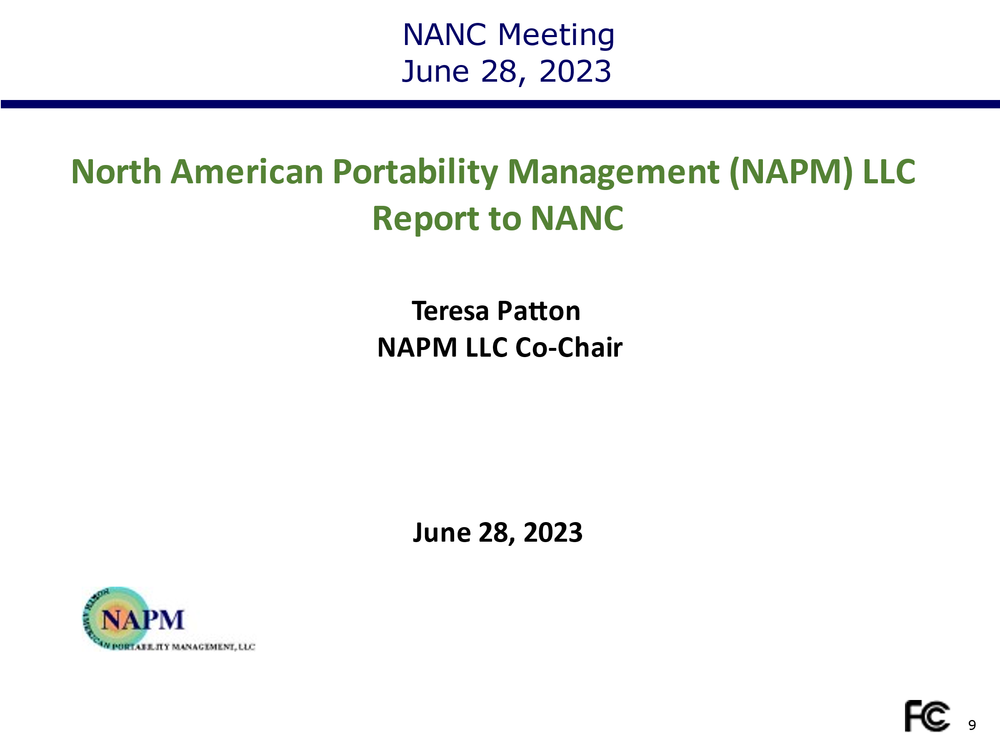 NANC Meeting
June 28, 2023
North American Portability Management (NAPM) LLC
Report to NANC
Teresa Patton
NAPM LLC Co-Chair
June 28, 2023
NORTH AMERICAN
NAPM
PORTABILITY MANAGEMENT, LLC
FCC
9